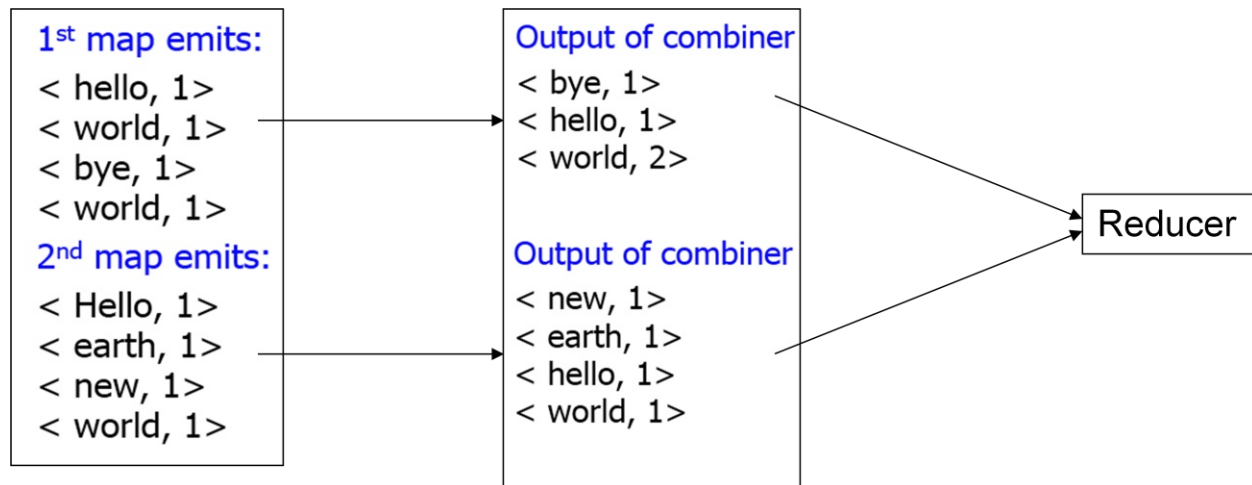 1st map emits:
< hello, 1>
< world, 1>
< bye, 1>
< world, 1>
2nd map emits:
< Hello, 1>
< earth, 1>
< new, 1>
< world, 1>
Output of combiner
< bye, 1>
< hello, 1>
< world, 2>
Output of combiner
< new, 1>
< earth, 1>
< hello, 1>
< world, 1>
Reducer